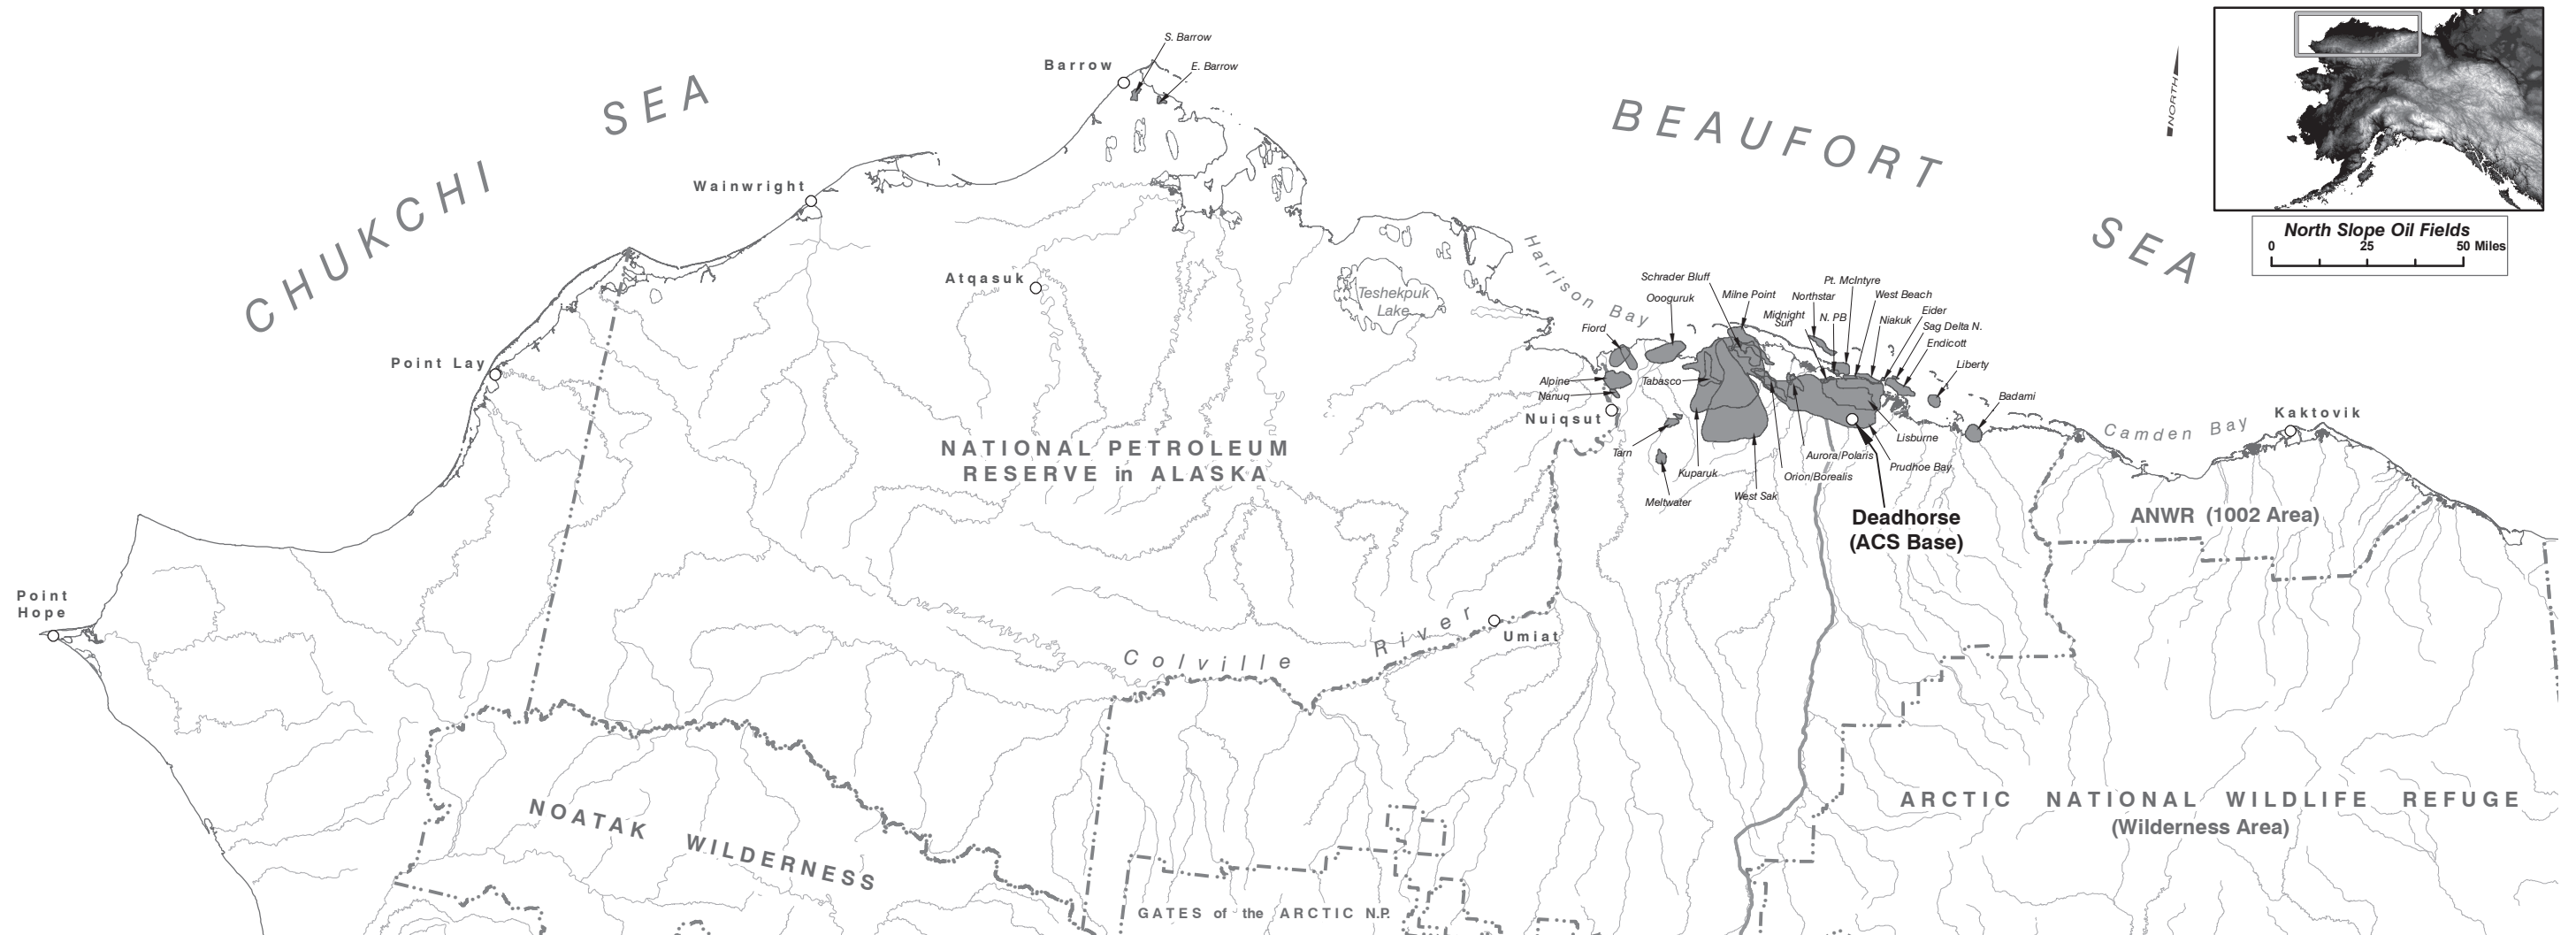 CHUKCHI SEA
BEAUFORT SEA
NORTH
North Slope Oil Fields
0 25 50 Miles
S. Barrow
Barrow
E. Barrow
Wainwright
Atqasuk
Point Lay
Point
Hope
Teshekpuk
Lake
Harrison Bay
Schrader Bluff
Oooguruk
Fiord
Milne Point
Northstar
Midnight
Sun
N. PB
Pt. McIntyre
West Beach
Niakuk
Eider
Sag Delta N.
Endicott
Liberty
Badami
Alpine
Nanuq
Nuiqsut
Tabasco
Tarn
Meltwater
Kuparuk
West Sak
Orion/Borealis
Aurora/Polaris
Prudhoe Bay
Lisburne
Deadhorse
(ACS Base)
Camden Bay
Kaktovik
NATIONAL PETROLEUM
RESERVE in ALASKA
ANWR (1002 Area)
Colville River
Umiat
NOATAK WILDERNESS
GATES of the ARCTIC N.P.
ARCTIC NATIONAL WILDLIFE REFUGE
(Wilderness Area)